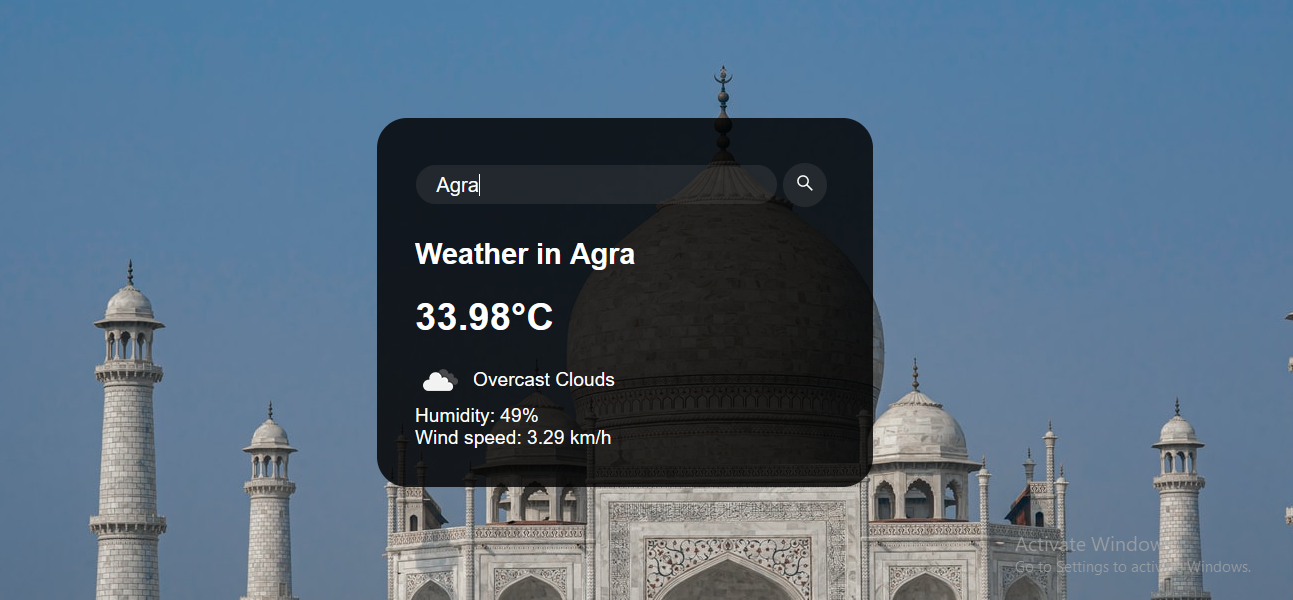 Agra
Weather in Agra
33.98°C
Overcast Clouds
Humidity: 49%
Wind speed: 3.29 km/h
Activate Window
Go to Settings to activate Windows.